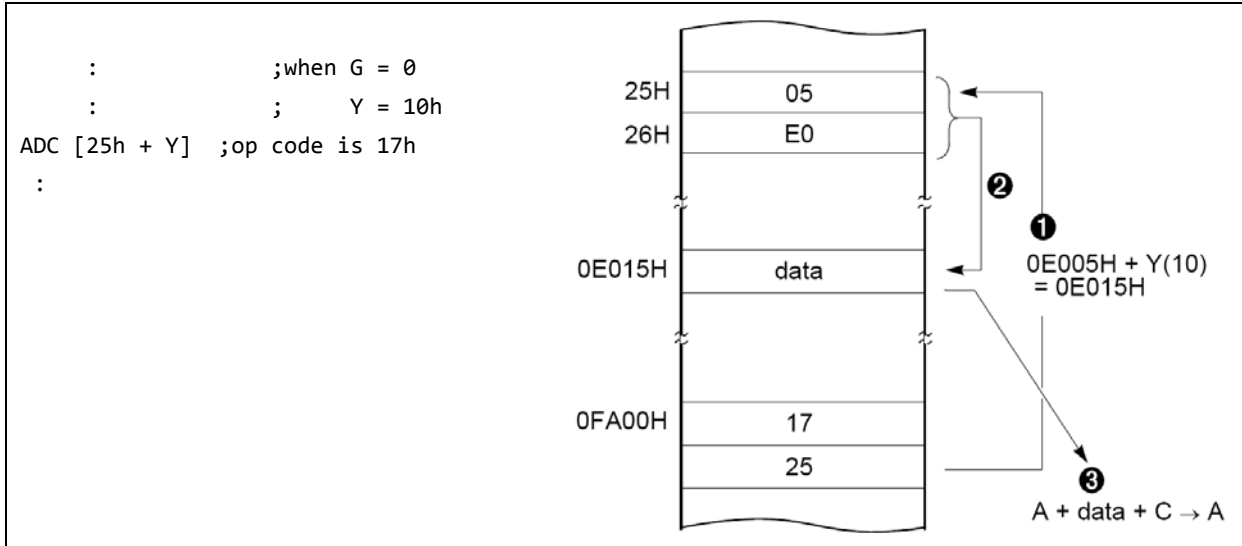 : ;when G = 0
: ; Y = 10h
ADC [25h + Y] ;op code is 17h
:
25H 05
26H E0
❷
❶
0E015H data
0E005H + Y(10)
= 0E015H
0FA00H 17
25
❸
A + data + C → A